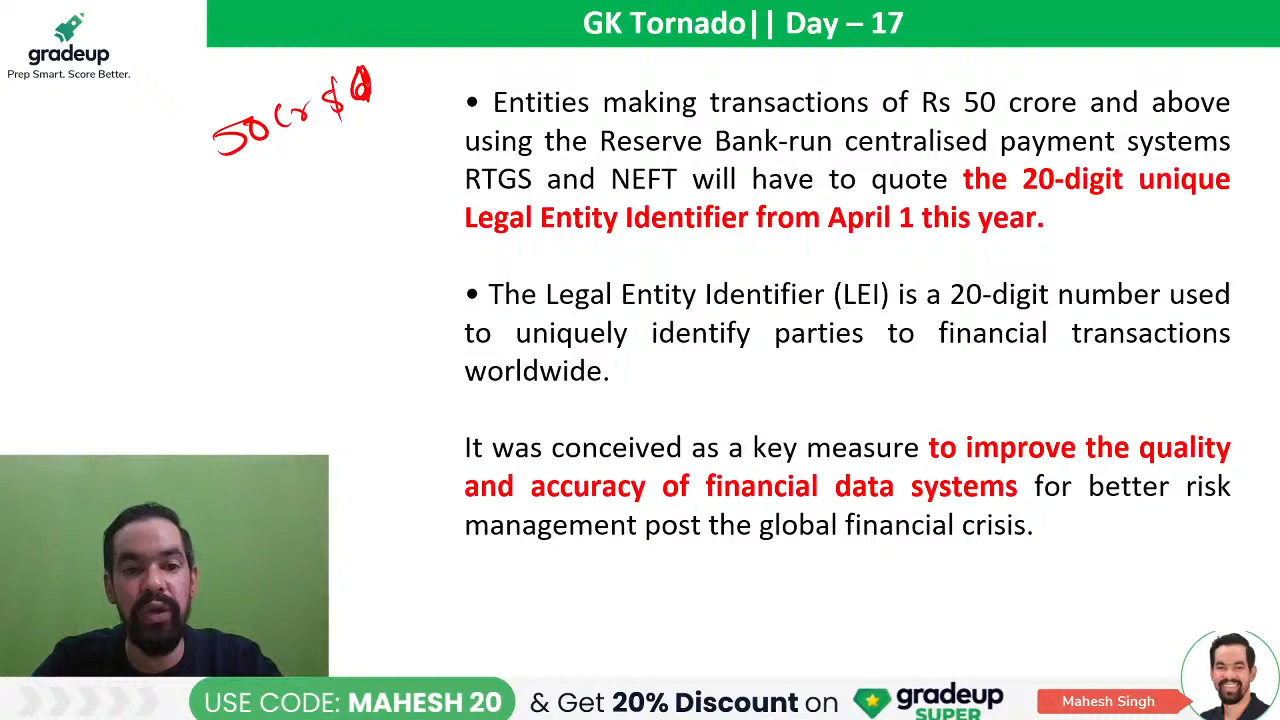 GK Tornado|| Day – 17
gradeup
Prep Smart. Score Better.
50 Cr $
• Entities making transactions of Rs 50 crore and above
using the Reserve Bank-run centralised payment systems
RTGS and NEFT will have to quote the 20-digit unique
Legal Entity Identifier from April 1 this year.
• The Legal Entity Identifier (LEI) is a 20-digit number used
to uniquely identify parties to financial transactions
worldwide.
It was conceived as a key measure to improve the quality
and accuracy of financial data systems for better risk
management post the global financial crisis.
USE CODE: MAHESH 20 & Get 20% Discount on gradeup
SUPER
Mahesh Singh